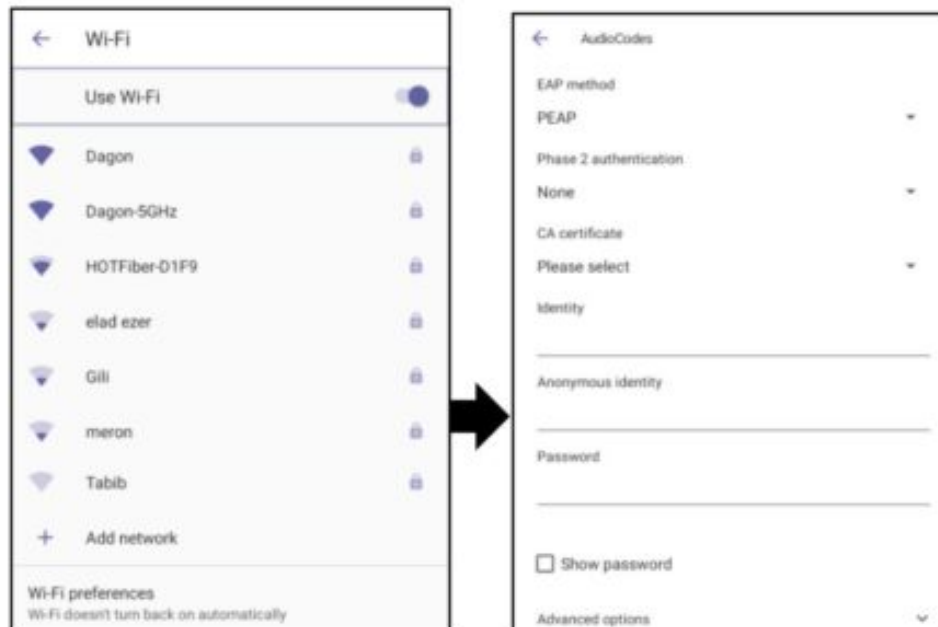 Wi-Fi
Use Wi-Fi
Dagon
Dagon-5GHz
HOTFiber-D1F9
elad ezer
Gili
meron
Tabib
Add network
Wi-Fi preferences
Wi-Fi doesn't turn back on automatically
AudioCodes
EAP method
PEAP
Phase 2 authentication
None
CA certificate
Please select
Identity
Anonymous identity
Password
Show password
Advanced options